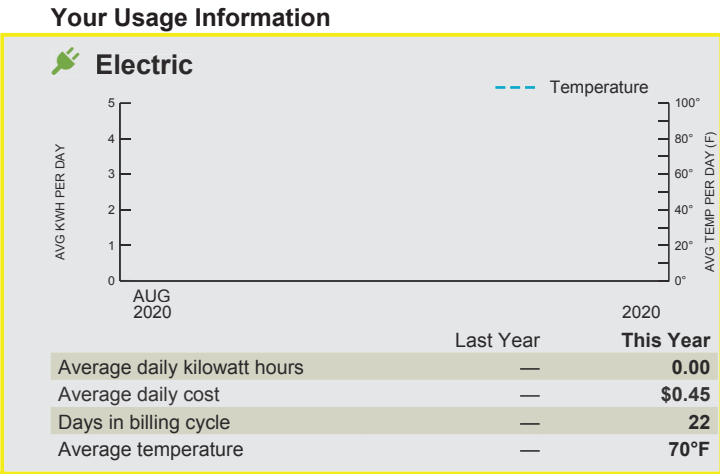 Your Usage Information
Electric
Temperature
AVG KWH PER DAY
5
4
3
2
1
0
100°
80°
60°
40°
20°
0°
AVG TEMP PER DAY (F)
AUG
2020
2020
Last Year This Year
Average daily kilowatt hours — 0.00
Average daily cost — $0.45
Days in billing cycle — 22
Average temperature — 70°F